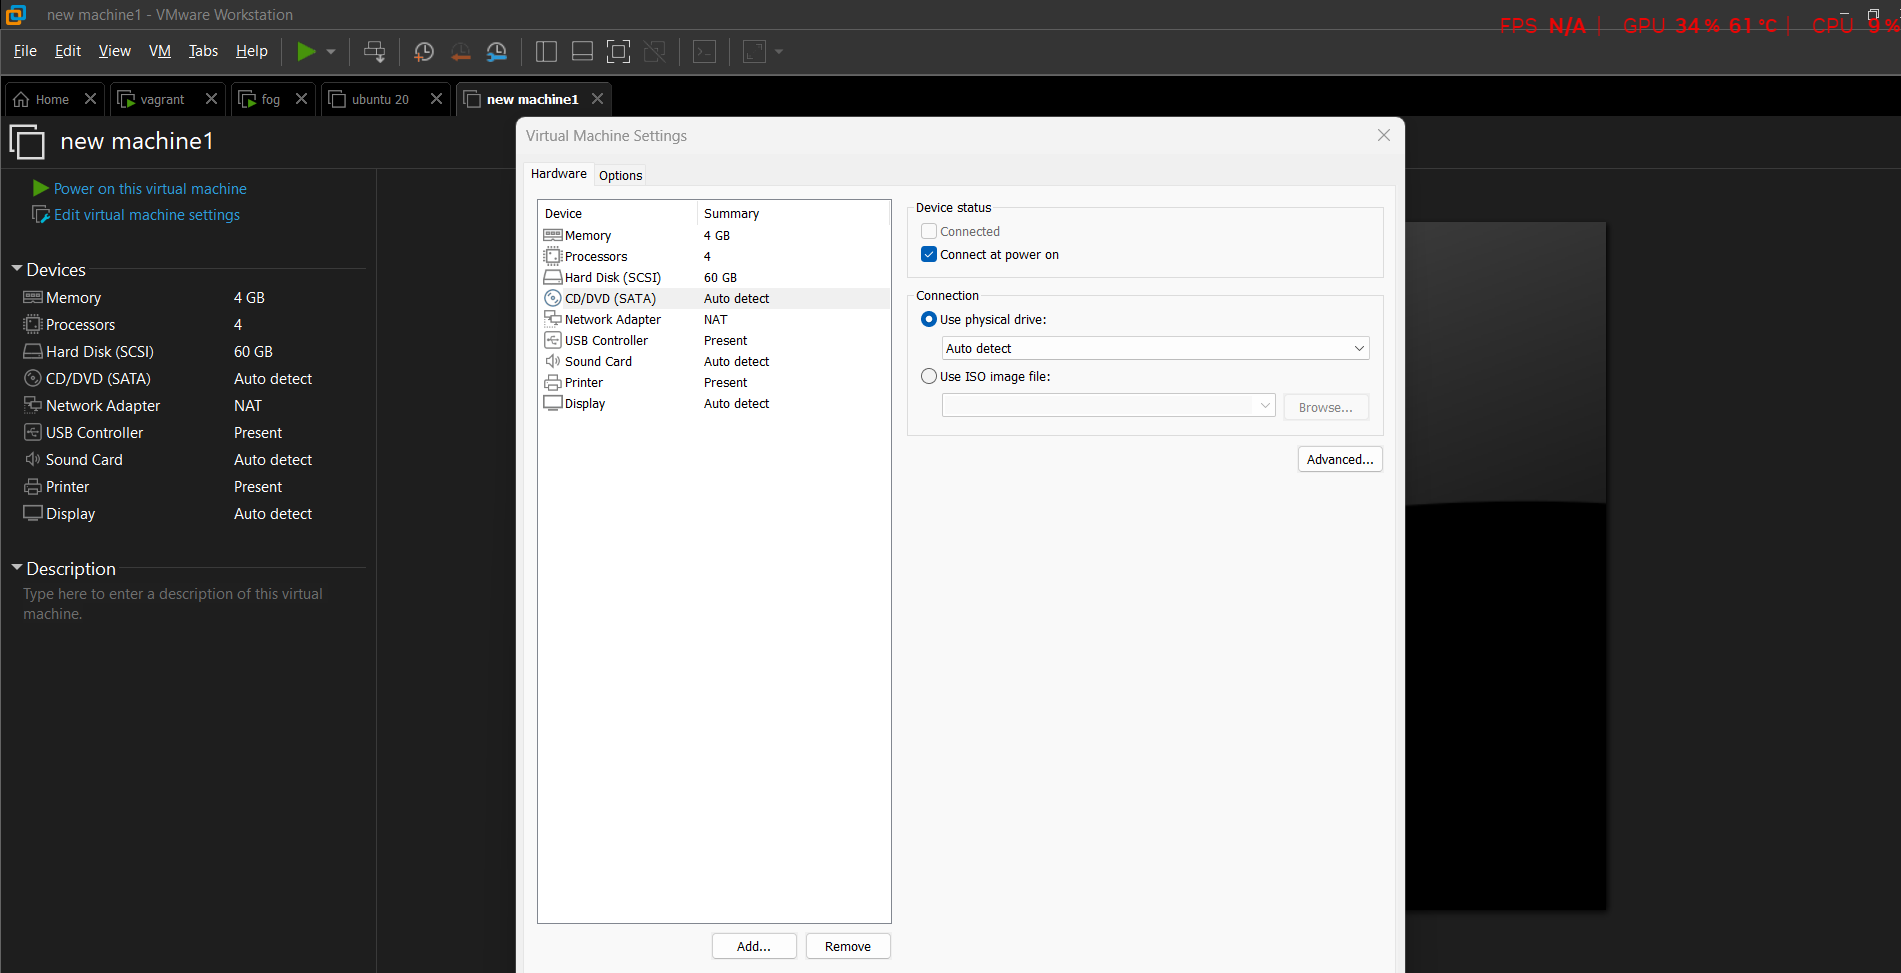 new machine1 - VMware Workstation
FPS N/A | GPU 34 % 61 °C | CPU 9 %
File Edit View VM Tabs Help
Home vagrant fog ubuntu 20 new machine1
new machine1
Power on this virtual machine
Edit virtual machine settings
Devices
Memory 4 GB
Processors 4
Hard Disk (SCSI) 60 GB
CD/DVD (SATA) Auto detect
Network Adapter NAT
USB Controller Present
Sound Card Auto detect
Printer Present
Display Auto detect
Description
Type here to enter a description of this virtual
machine.
Virtual Machine Settings
Hardware Options
Device Summary
Memory 4 GB
Processors 4
Hard Disk (SCSI) 60 GB
CD/DVD (SATA) Auto detect
Network Adapter NAT
USB Controller Present
Sound Card Auto detect
Printer Present
Display Auto detect
Add... Remove
Device status
Connected
Connect at power on
Connection
Use physical drive:
Auto detect
Use ISO image file:
Browse...
Advanced...